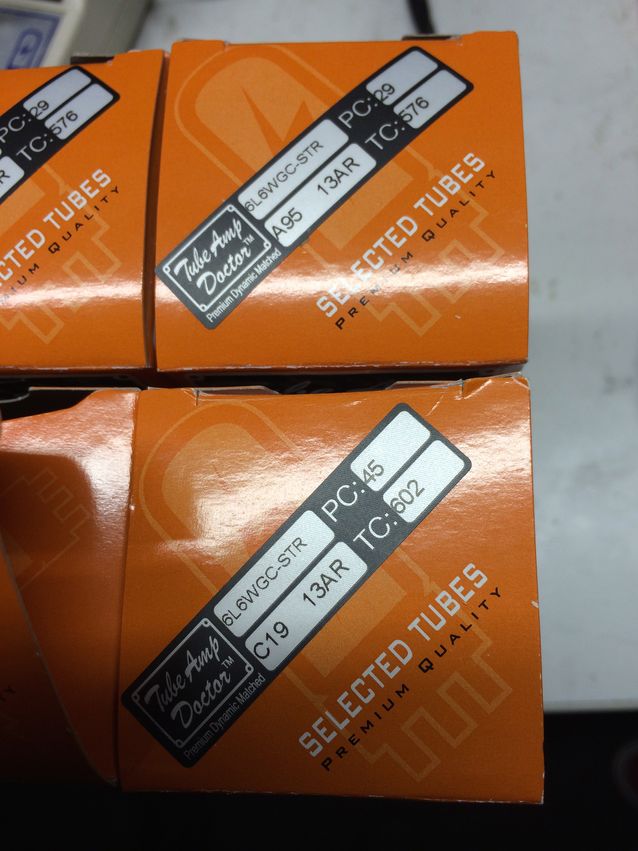 PC: 29
TC: 576
R
CTED TUBES
MIUM QUALITY
Tube Amp
Doctor™
Premium Dynamic Matched
6L6WGC-STR
A95 13AR
PC: 29
TC: 576
SELECTED TUBES
PREMIUM QUALITY
Tube Amp
Doctor™
Premium Dynamic Matched
6L6WGC-STR
C19 13AR
PC: 45
TC: 602
SELECTED TUBES
PREMIUM QUALITY